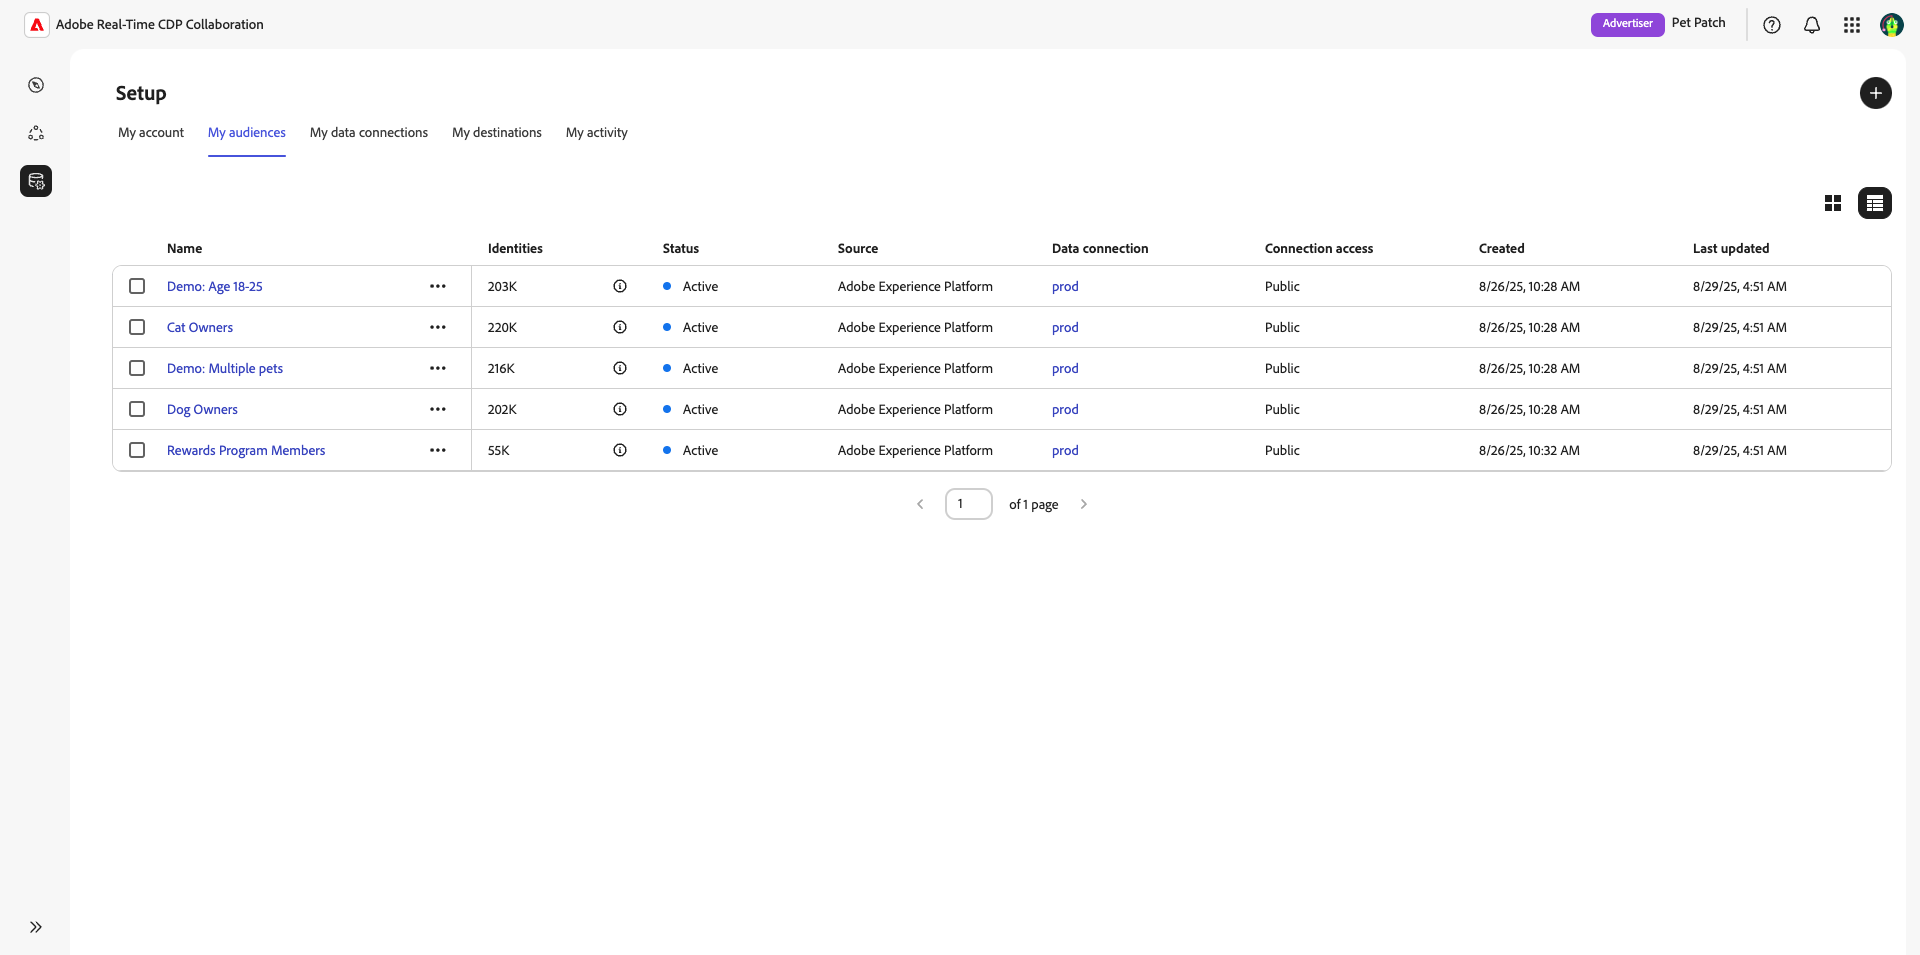 Adobe Real-Time CDP Collaboration
Advertiser Pet Patch
Setup
My account My audiences My data connections My destinations My activity
Name Identities Status Source Data connection Connection access Created Last updated
Demo: Age 18-25 203K Active Adobe Experience Platform prod Public 8/26/25, 10:28 AM 8/29/25, 4:51 AM
Cat Owners 220K Active Adobe Experience Platform prod Public 8/26/25, 10:28 AM 8/29/25, 4:51 AM
Demo: Multiple pets 216K Active Adobe Experience Platform prod Public 8/26/25, 10:28 AM 8/29/25, 4:51 AM
Dog Owners 202K Active Adobe Experience Platform prod Public 8/26/25, 10:28 AM 8/29/25, 4:51 AM
Rewards Program Members 55K Active Adobe Experience Platform prod Public 8/26/25, 10:32 AM 8/29/25, 4:51 AM
1 of 1 page